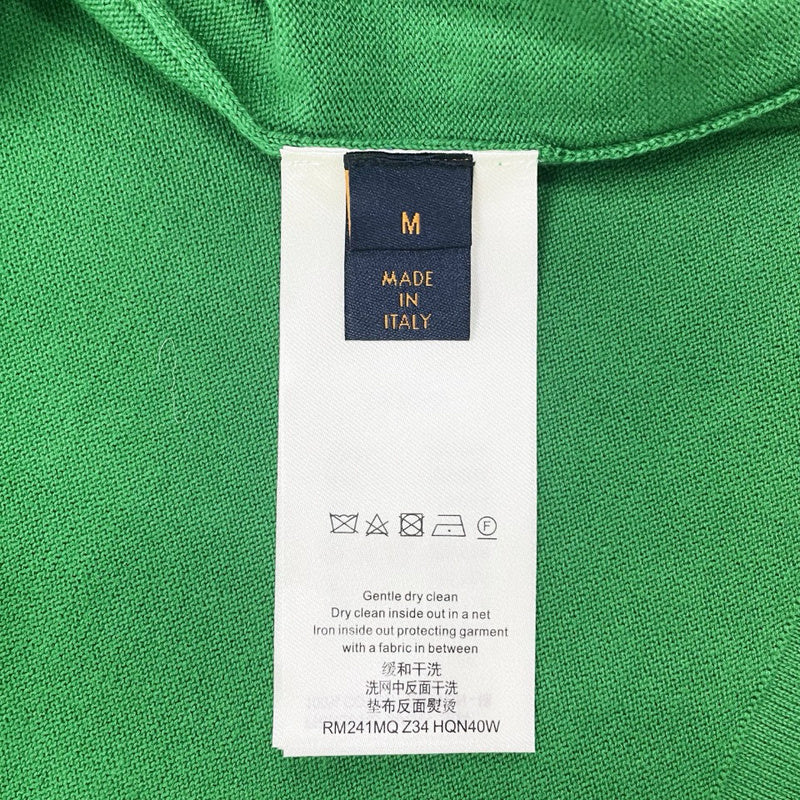 M
MADE
IN
ITALY
F
Gentle dry clean
Dry clean inside out in a net
Iron inside out protecting garment
with a fabric in between
缓和干洗
洗网中反面干洗
垫布反面熨烫
RM241MQ Z34 HQN40W